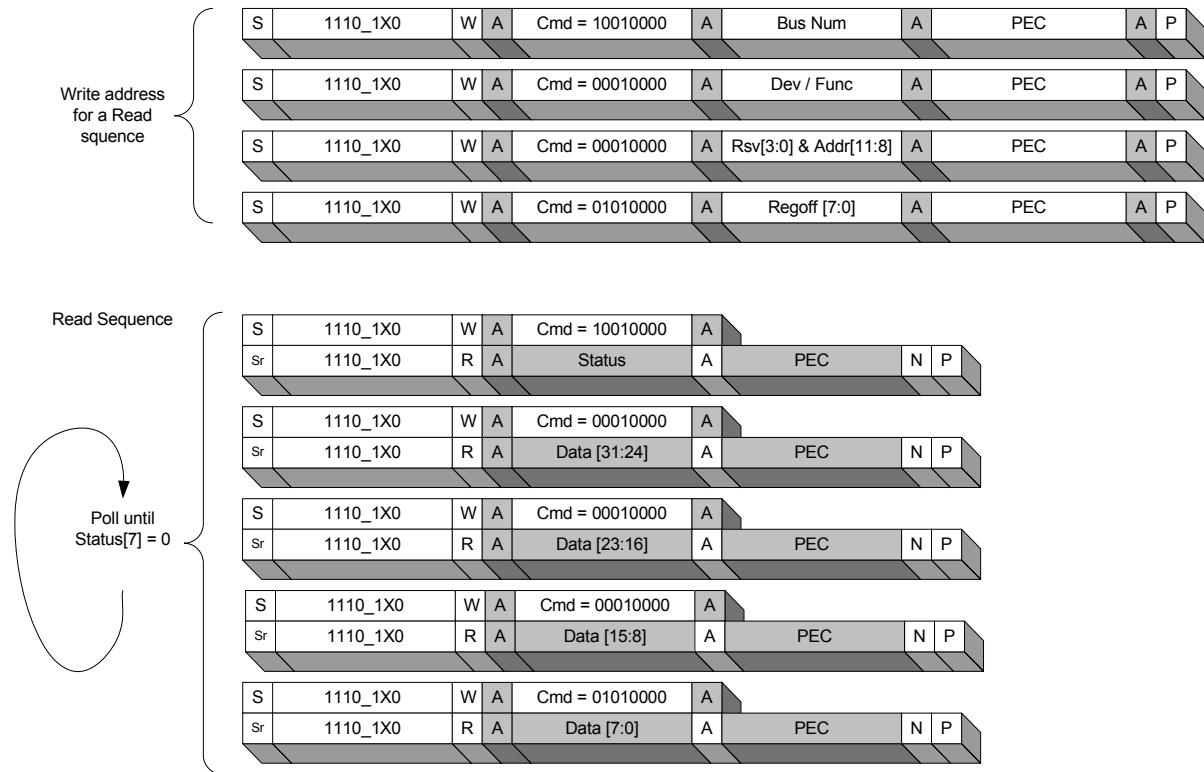 S 1110_1X0 W A Cmd = 10010000 A Bus Num A PEC A P
Write address
for a Read
squence
S 1110_1X0 W A Cmd = 00010000 A Dev / Func A PEC A P
S 1110_1X0 W A Cmd = 00010000 A Rsv[3:0] & Addr[11:8] A PEC A P
S 1110_1X0 W A Cmd = 01010000 A Regoff [7:0] A PEC A P
Read Sequence
S 1110_1X0 W A Cmd = 10010000 A
Sr 1110_1X0 R A Status A PEC N P
S 1110_1X0 W A Cmd = 00010000 A
Sr 1110_1X0 R A Data [31:24] A PEC N P
Poll until
Status[7] = 0
S 1110_1X0 W A Cmd = 00010000 A
Sr 1110_1X0 R A Data [23:16] A PEC N P
S 1110_1X0 W A Cmd = 00010000 A
Sr 1110_1X0 R A Data [15:8] A PEC N P
S 1110_1X0 W A Cmd = 01010000 A
Sr 1110_1X0 R A Data [7:0] A PEC N P